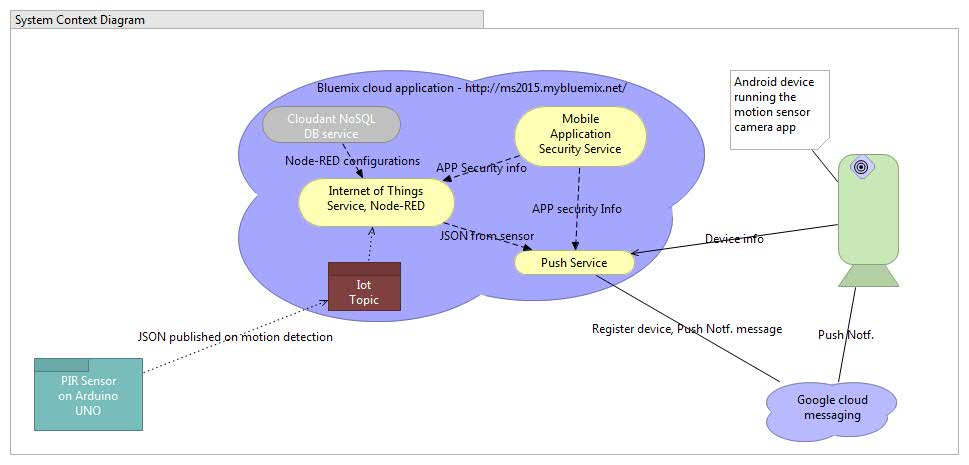 System Context Diagram
Bluemix cloud application - http://ms2015.mybluemix.net/
Android device
running the
motion sensor
camera app
Cloudant NoSQL
DB service
Mobile
Application
Security Service
Node-RED configurations
APP Security info
Internet of Things
Service, Node-RED
APP security Info
JSON from sensor
Device info
Push Service
Iot
Topic
Register device, Push Notf. message
Push Notf.
JSON published on motion detection
PIR Sensor
on Arduino
UNO
Google cloud
messaging